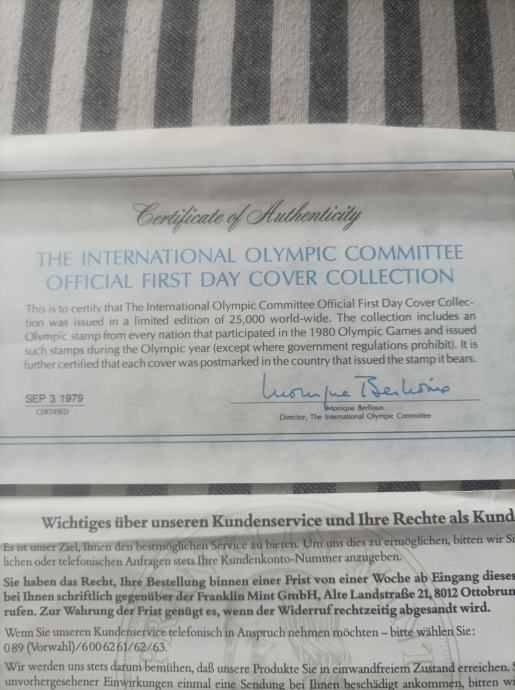 Certificate of Authenticity
THE INTERNATIONAL OLYMPIC COMMITTEE
OFFICIAL FIRST DAY COVER COLLECTION
This is to certify that The International Olympic Committee Official First Day Cover Collec-
tion was issued in a limited edition of 25,000 world-wide. The collection includes an
Olympic stamp from every nation that participated in the 1980 Olympic Games and issued
such stamps during the Olympic year (except where government regulations prohibit). It is
further certified that each cover was postmarked in the country that issued the stamp it bears.
Monique Berlioux
SEP 3 1979
CERTIFIED
Monique Berlioux
Director, The International Olympic Committee
Wichtiges über unseren Kundenservice und Ihre Rechte als Kund
Es ist unser Ziel, Ihnen den bestmöglichen Service zu bieten. Um uns dies zu ermöglichen, bitten wir Si
lichen oder telefonischen Anfragen stets Ihre Kundenkonto-Nummer anzugeben.
Sie haben das Recht, Ihre Bestellung binnen einer Frist von einer Woche ab Eingang dieses
bei Ihnen schriftlich gegenüber der Franklin Mint GmbH, Alte Landstraße 21, 8012 Ottobrun
rufen. Zur Wahrung der Frist genügt es, wenn der Widerruf rechtzeitig abgesandt wird.
Wenn Sie unseren Kundenservice telefonisch in Anspruch nehmen möchten – bitte wählen Sie:
089 (Vorwahl)/6006261/62/63.
Wir werden uns stets darum bemühen, daß unsere Produkte Sie in einwandfreiem Zustand erreichen. S
unvorhergesehener Einwirkungen einmal eine Sendung bei Ihnen beschädigt ankommen, bitten wi